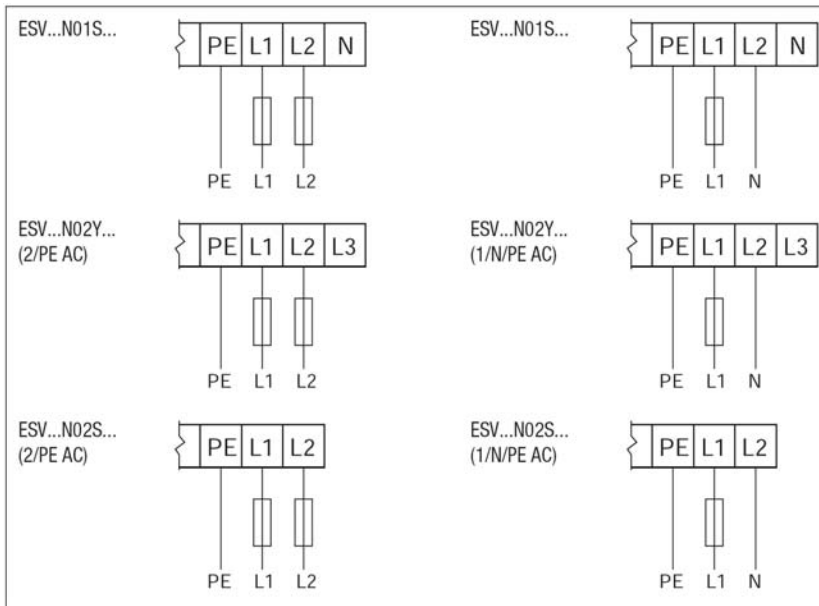 ESV...N01S...
PE L1 L2 N
PE L1 L2
ESV...N01S...
PE L1 L2 N
PE L1 N
ESV...N02Y...
(2/PE AC)
PE L1 L2 L3
PE L1 L2
ESV...N02Y...
(1/N/PE AC)
PE L1 L2 L3
PE L1 N
ESV...N02S...
(2/PE AC)
PE L1 L2
PE L1 L2
ESV...N02S...
(1/N/PE AC)
PE L1 L2
PE L1 N